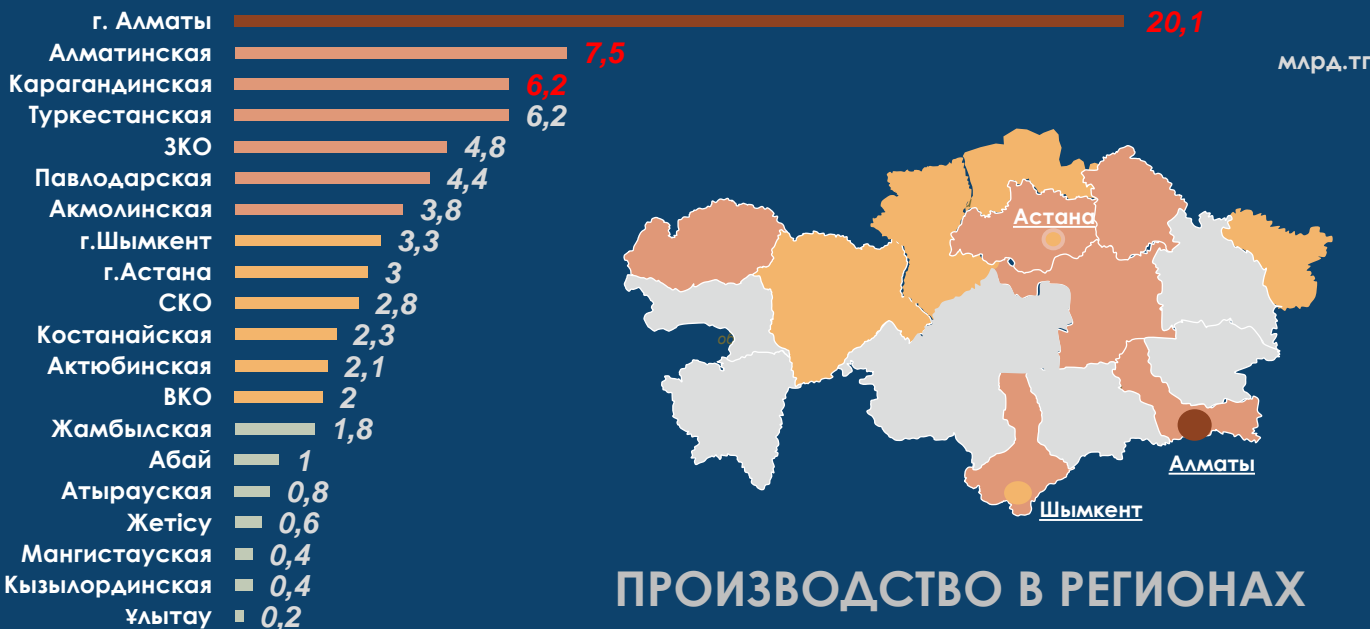 г. Алматы 20,1
Алматинская 7,5
млрд.тг
Карагандинская 6,2
Туркестанская 6,2
ЗКО 4,8
Павлодарская 4,4
Акмолинская 3,8
г.Шымкент 3,3
г.Астана 3
СКО 2,8
Костанайская 2,3
Актюбинская 2,1
ВКО 2
Жамбылская 1,8
Абай 1
Атырауская 0,8
Жетісу 0,6
Мангистауская 0,4
Кызылординская 0,4
Ұлытау 0,2
Астана
Алматы
Шымкент
ПРОИЗВОДСТВО В РЕГИОНАХ